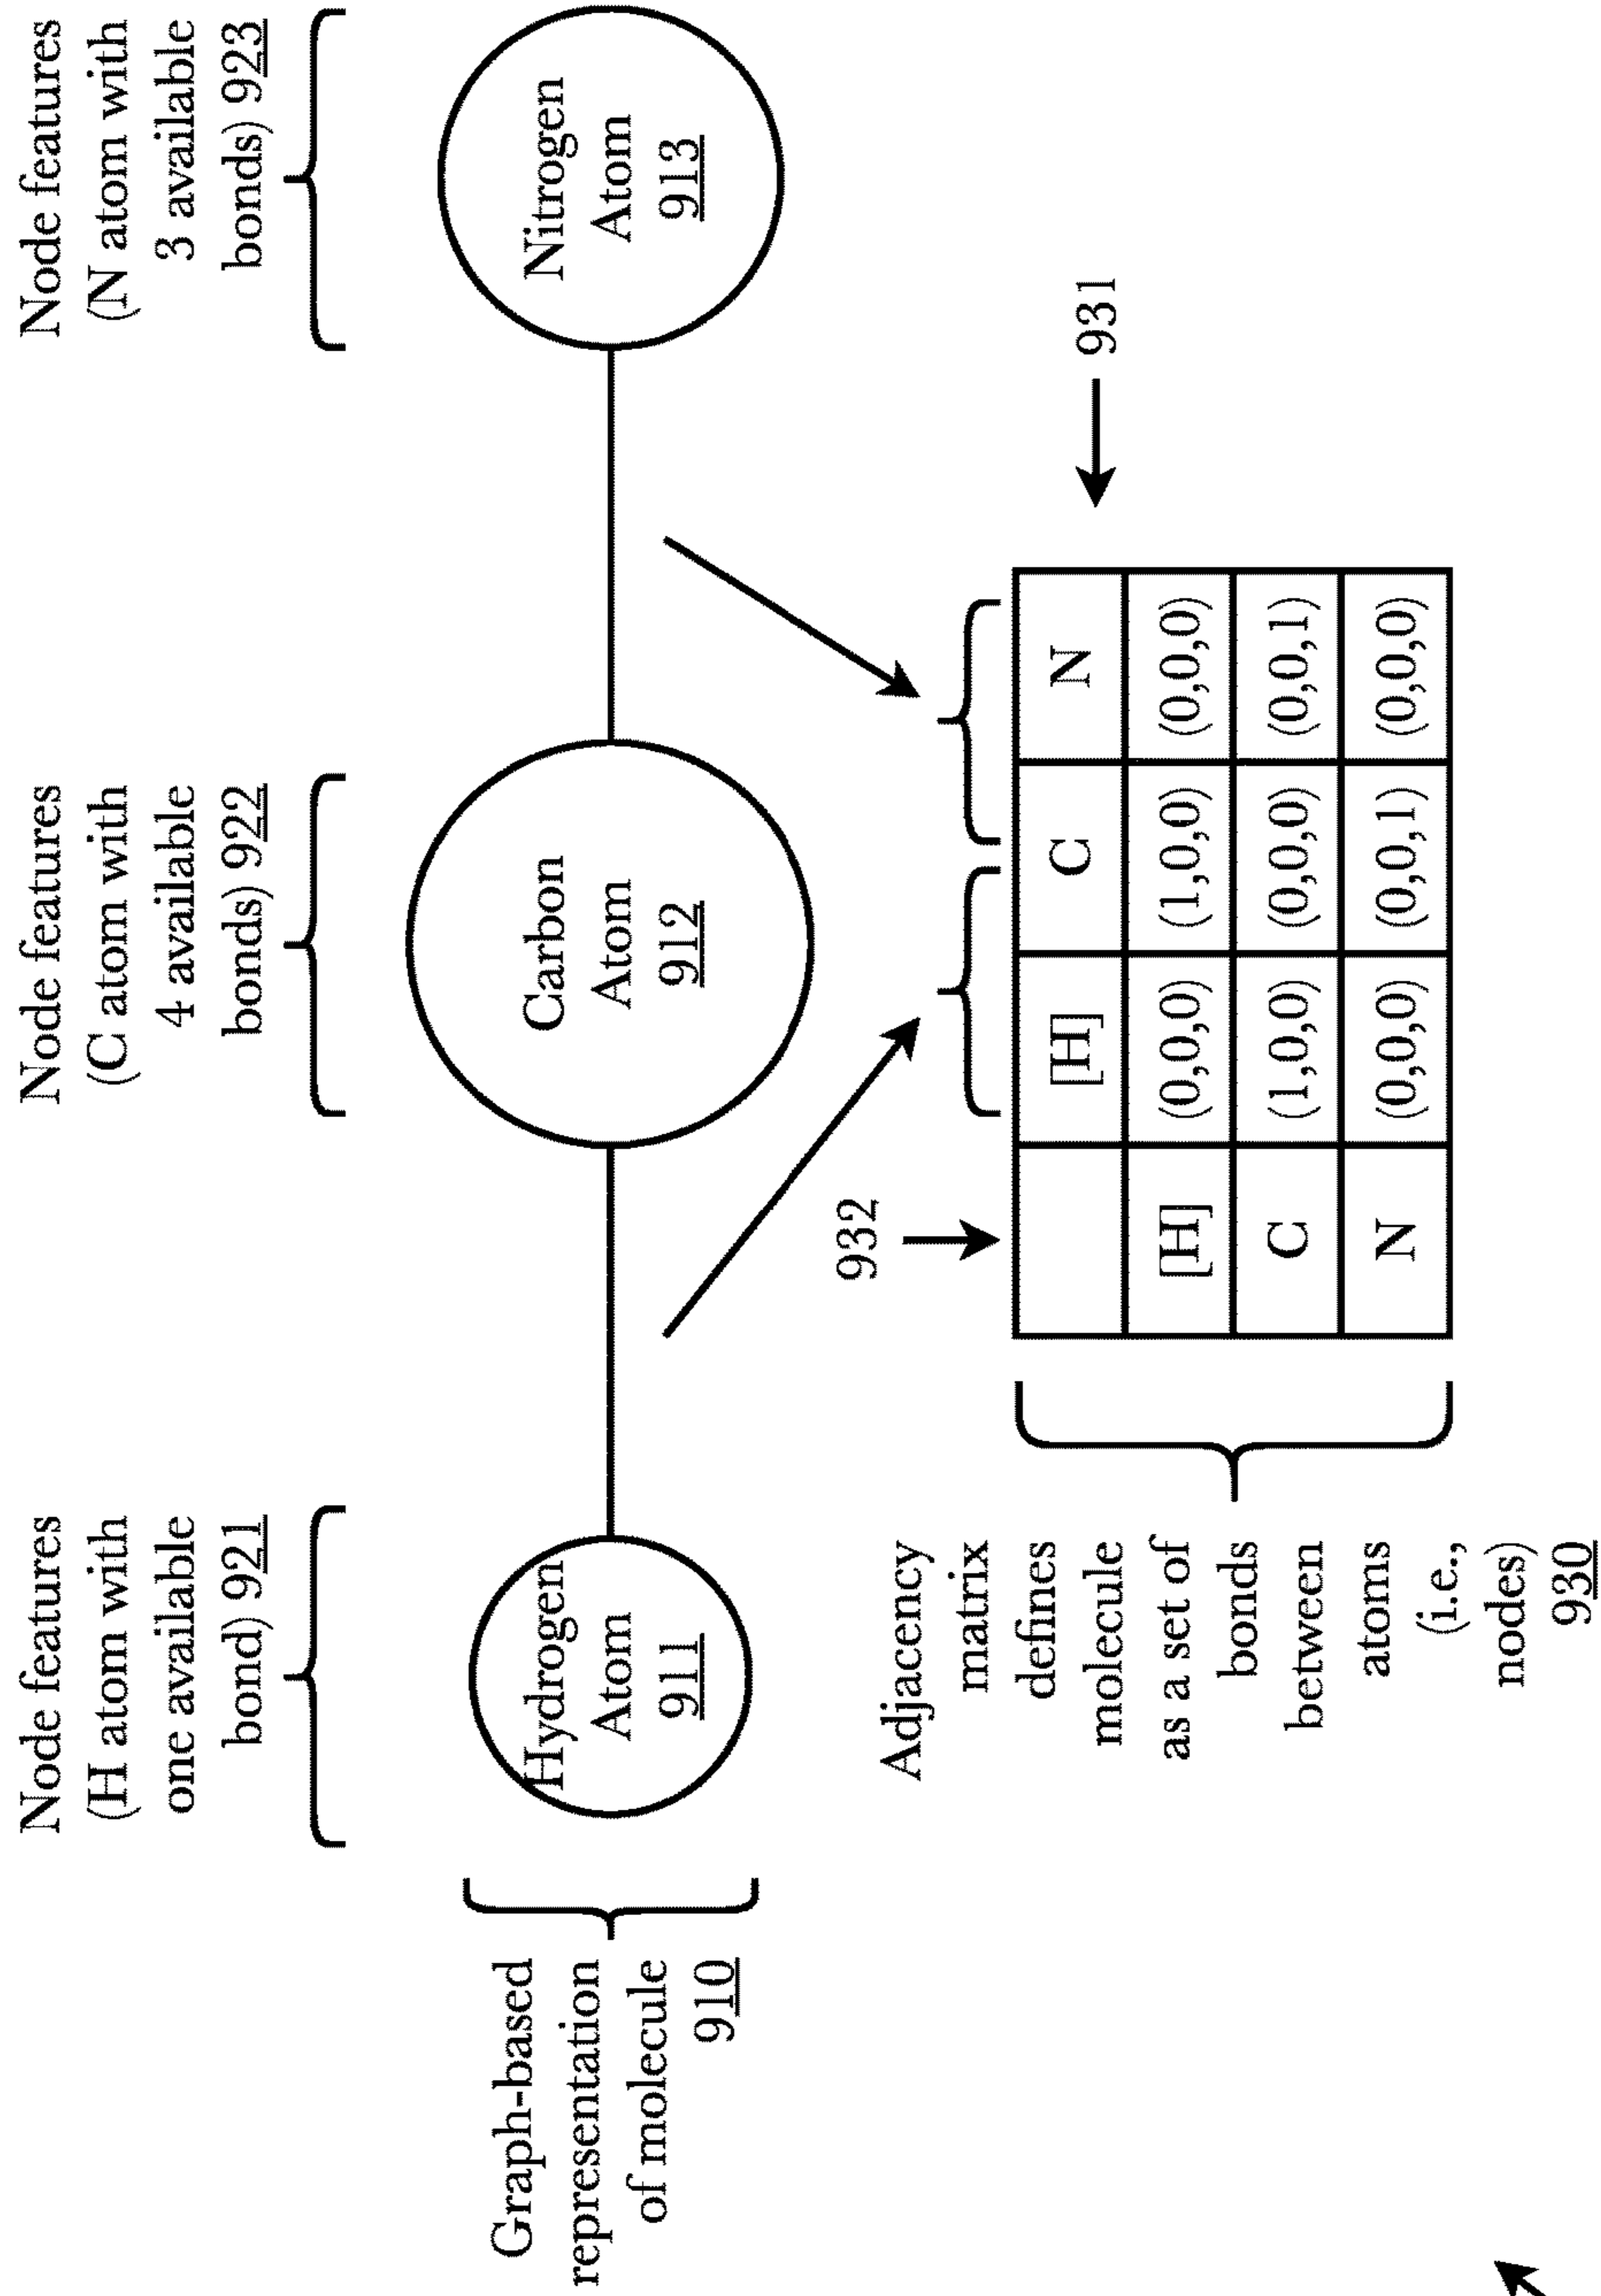 Node features
(H atom with
one available
bond) 921
Node features
(C atom with
4 available
bonds) 922
Node features
(N atom with
3 available
bonds) 923
Graph-based
representation
of molecule
910
Hydrogen
Atom
911
Carbon
Atom
912
Nitrogen
Atom
913
Adjacency
matrix
defines
molecule
as a set of
bonds
between
atoms
(i.e.,
nodes)
930
932
931
[H] C N
[H] (0,0,0) (1,0,0) (0,0,0)
C (1,0,0) (0,0,0) (0,0,1)
N (0,0,0) (0,0,1) (0,0,0)